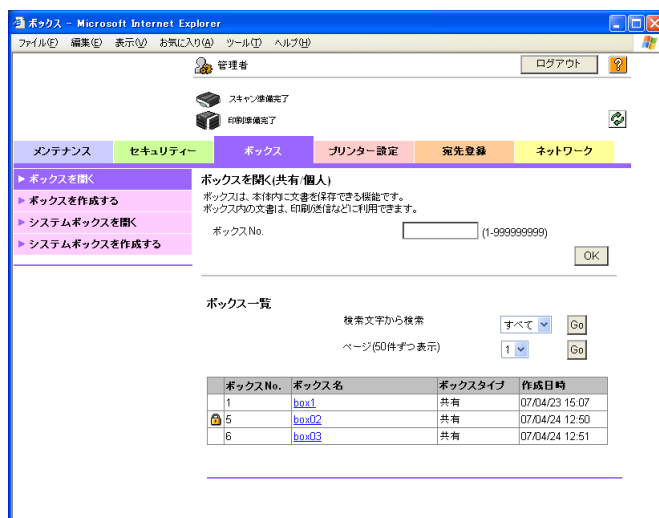 ボックス - Microsoft Internet Explorer
ファイル(F) 編集(E) 表示(V) お気に入り(A) ツール(T) ヘルプ(H)
管理者 ログアウト ?
スキャン準備完了
印刷準備完了
メンテナンス セキュリティー ボックス プリンター設定 宛先登録 ネットワーク
ボックスを開く
ボックスを作成する
システムボックスを開く
システムボックスを作成する
ボックスを開く(共有/個人)
ボックスは、本体内に文書を保存できる機能です。
ボックス内の文書は、印刷/送信などに利用できます。
ボックスNo. (1-999999999)
OK
ボックス一覧
検索文字から検索 すべて Go
ページ(50件ずつ表示) 1 Go
ボックスNo. ボックス名 ボックスタイプ 作成日時
1 box1 共有 07/04/23 15:07
5 box02 共有 07/04/24 12:50
6 box03 共有 07/04/24 12:51